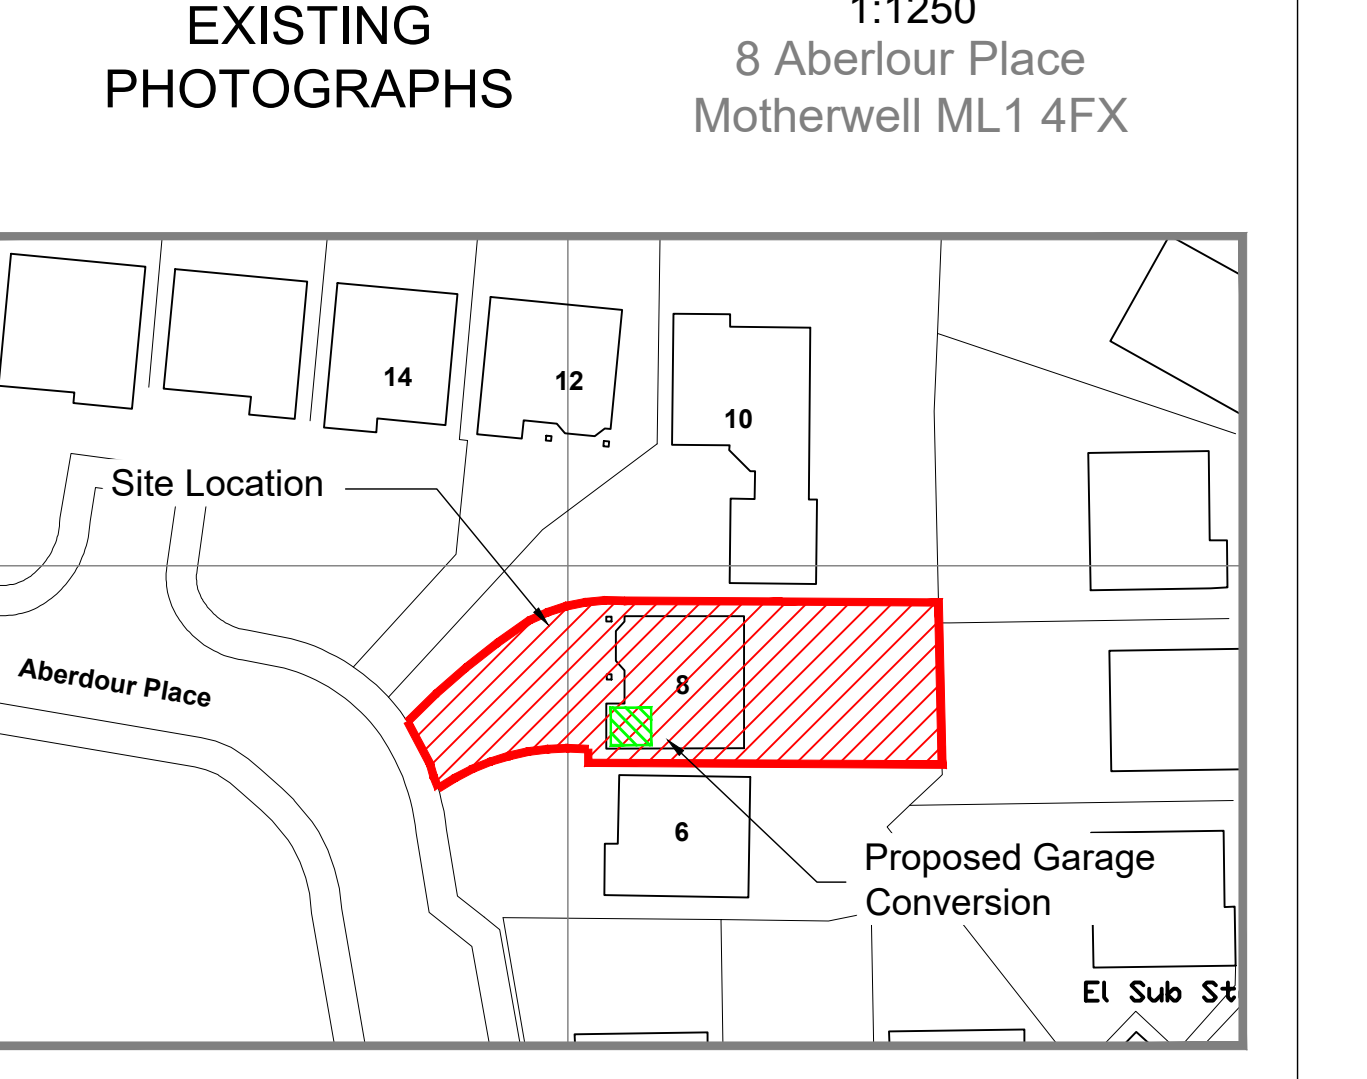 EXISTING
PHOTOGRAPHS
1:1250
8 Aberlour Place
Motherwell ML1 4FX
14
12
10
Site Location
Aberdour Place
8
6
Proposed Garage
Conversion
El Sub St